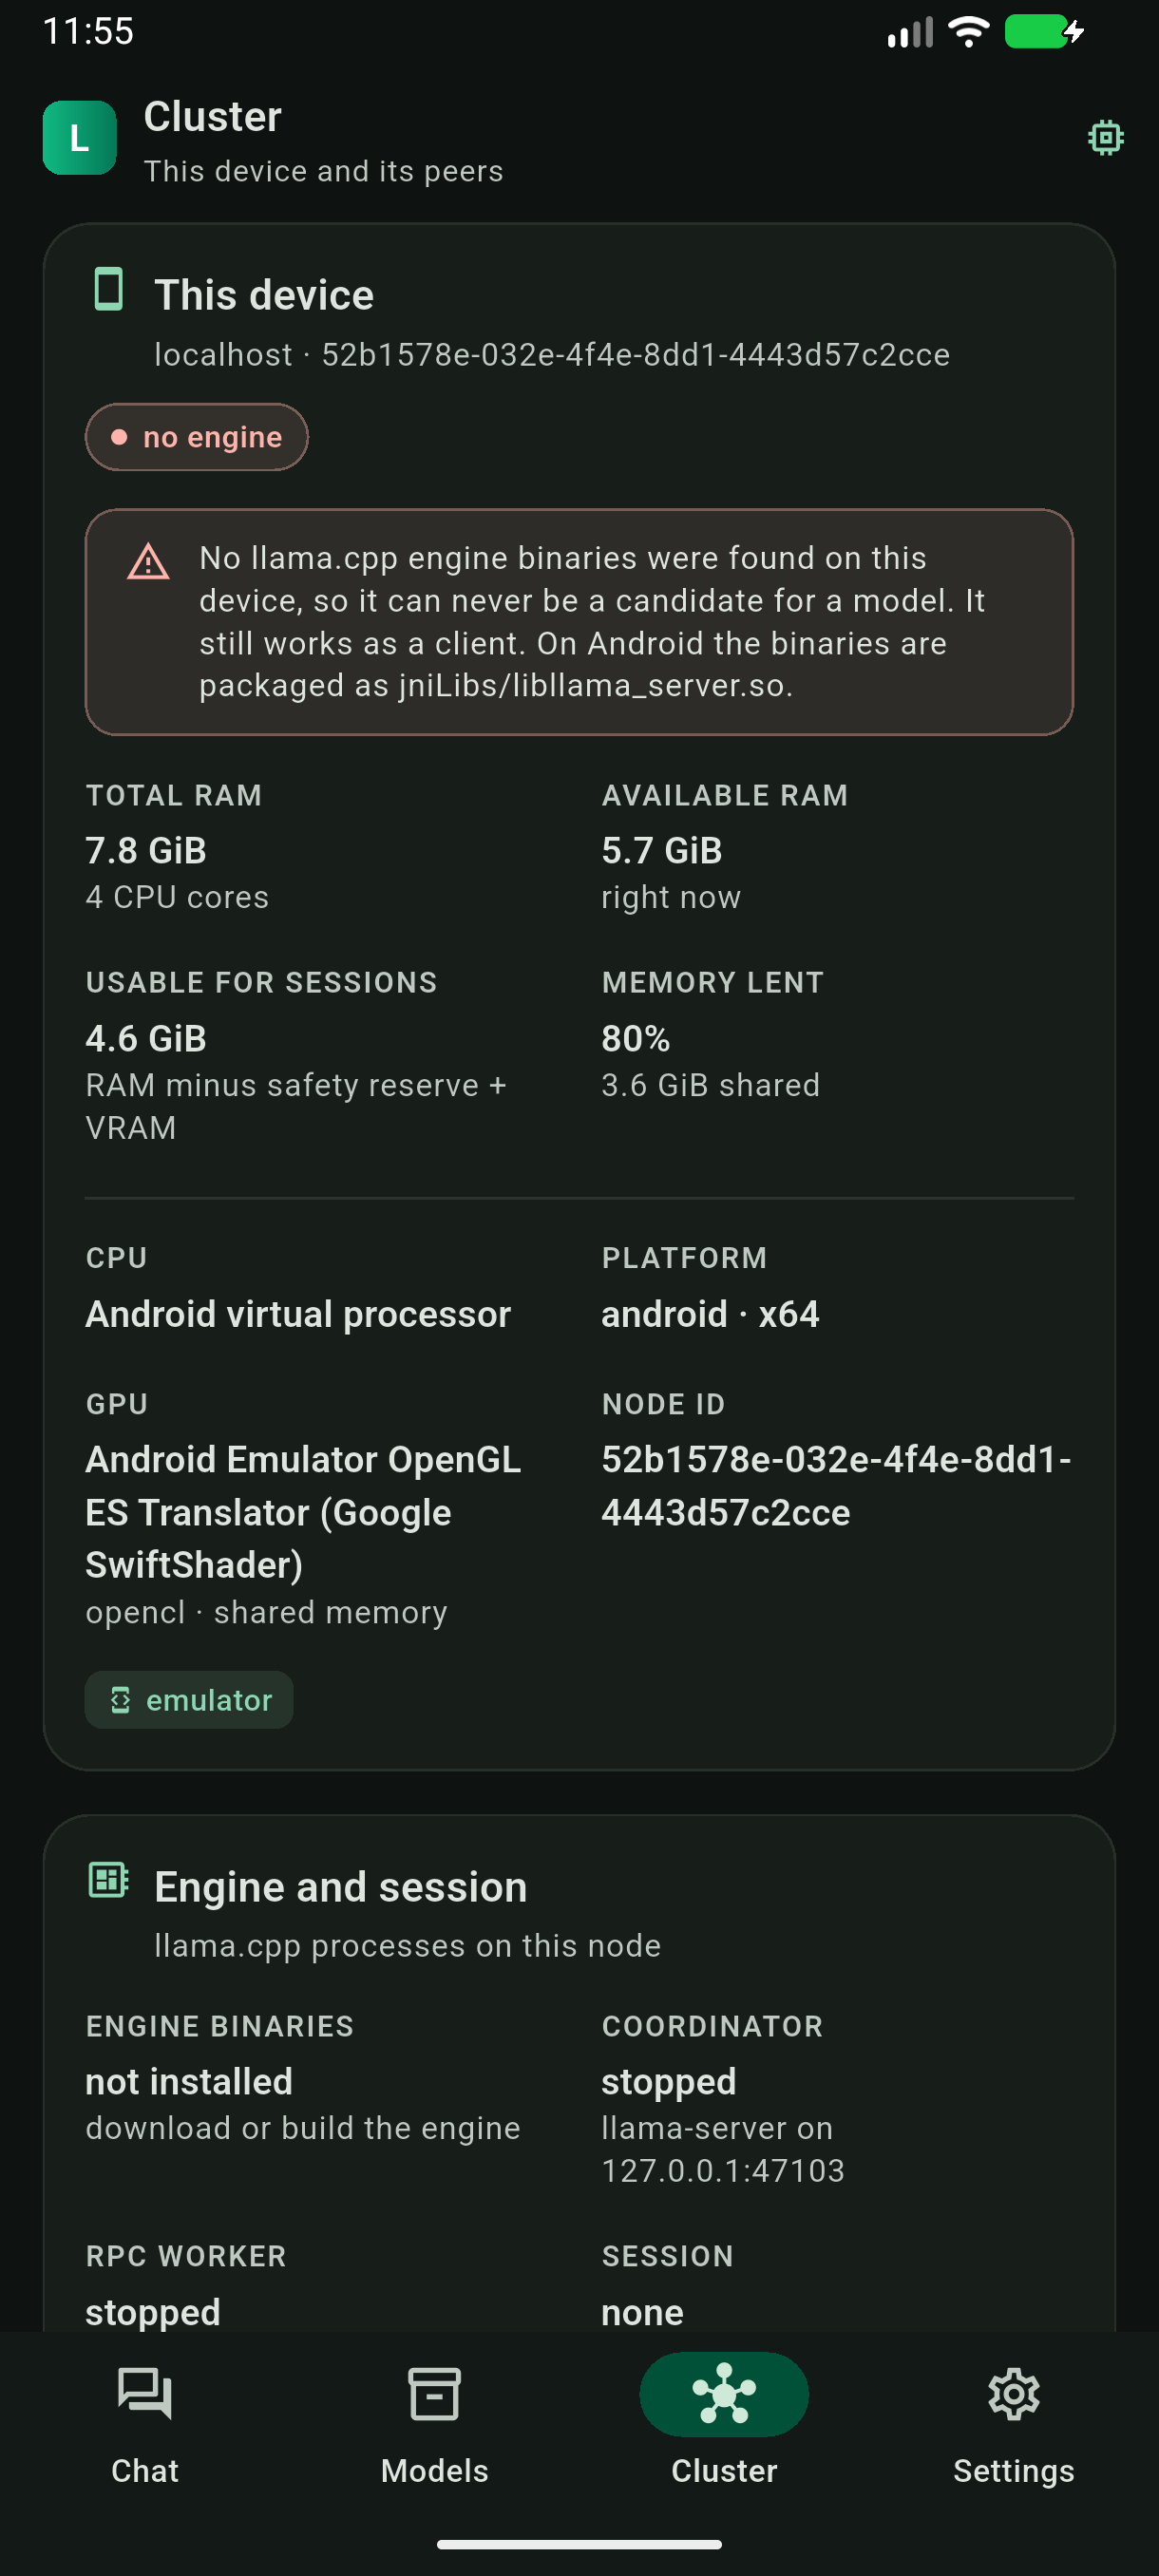 11:55
L
Cluster
This device and its peers
This device
localhost · 52b1578e-032e-4f4e-8dd1-4443d57c2cce
no engine
No llama.cpp engine binaries were found on this
device, so it can never be a candidate for a model. It
still works as a client. On Android the binaries are
packaged as jniLibs/libllama_server.so.
TOTAL RAM
7.8 GiB
4 CPU cores
AVAILABLE RAM
5.7 GiB
right now
USABLE FOR SESSIONS
4.6 GiB
RAM minus safety reserve +
VRAM
MEMORY LENT
80%
3.6 GiB shared
CPU
Android virtual processor
PLATFORM
android · x64
GPU
Android Emulator OpenGL
ES Translator (Google
SwiftShader)
opencl · shared memory
NODE ID
52b1578e-032e-4f4e-8dd1-
4443d57c2cce
emulator
Engine and session
llama.cpp processes on this node
ENGINE BINARIES
not installed
download or build the engine
COORDINATOR
stopped
llama-server on
127.0.0.1:47103
RPC WORKER
stopped
SESSION
none
Chat
Models
Cluster
Settings